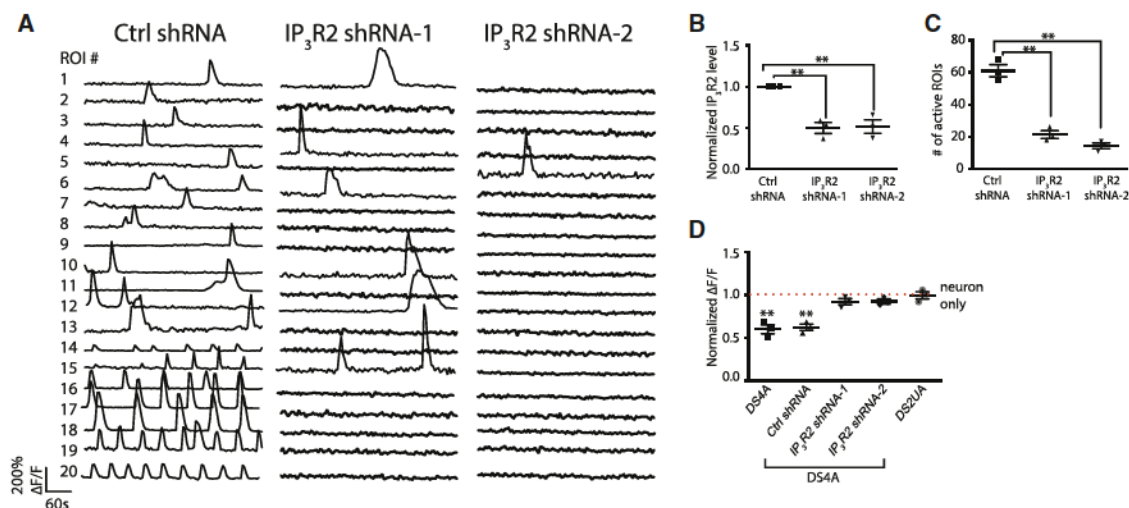 A
Ctrl shRNA
IP3R2 shRNA-1
IP3R2 shRNA-2
ROI #
1
2
3
4
5
6
7
8
9
10
11
12
13
14
15
16
17
18
19
20
200%
ΔF/F
60s
B
Normalized IP3R2 level
1.5
1.0
0.5
0.0
**
**
Ctrl
shRNA
IP3R2
shRNA-1
IP3R2
shRNA-2
C
# of active ROIs
80
60
40
20
0
**
**
Ctrl
shRNA
IP3R2
shRNA-1
IP3R2
shRNA-2
D
Normalized ΔF/F
1.5
1.0
0.5
0.0
**
**
neuron
only
DS4A
Ctrl shRNA
IP3R2 shRNA-1
IP3R2 shRNA-2
DS2UA
DS4A